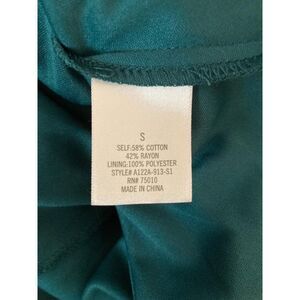 S
SELF:58% COTTON
42% RAYON
LINING:100% POLYESTER
STYLE# A122A-913-S1
RN# 75010
MADE IN CHINA